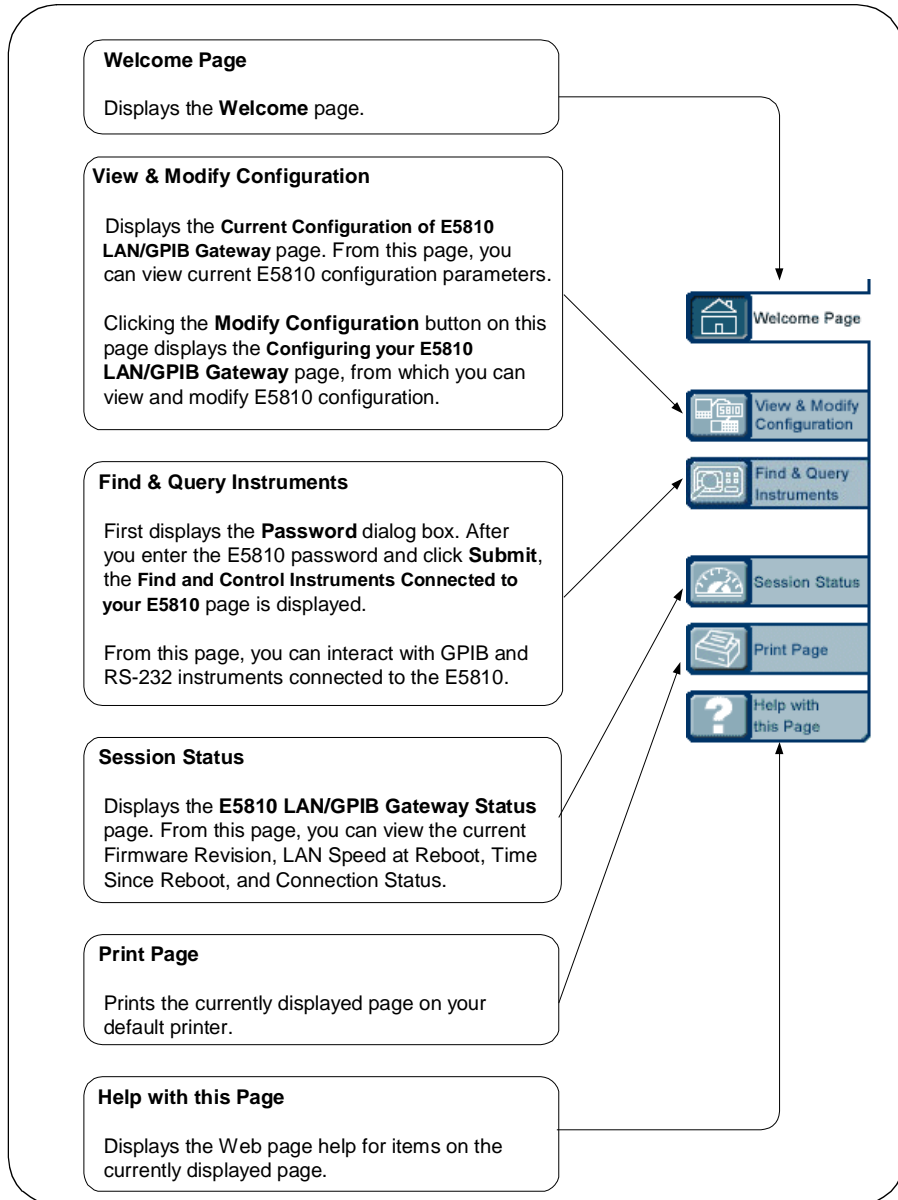 Welcome Page
Displays the Welcome page.
View & Modify Configuration
Displays the Current Configuration of E5810
LAN/GPIB Gateway page. From this page, you
can view current E5810 configuration parameters.
Clicking the Modify Configuration button on this
page displays the Configuring your E5810
LAN/GPIB Gateway page, from which you can
view and modify E5810 configuration.
Find & Query Instruments
First displays the Password dialog box. After
you enter the E5810 password and click Submit,
the Find and Control Instruments Connected to
your E5810 page is displayed.
From this page, you can interact with GPIB and
RS-232 instruments connected to the E5810.
Session Status
Displays the E5810 LAN/GPIB Gateway Status
page. From this page, you can view the current
Firmware Revision, LAN Speed at Reboot, Time
Since Reboot, and Connection Status.
Print Page
Prints the currently displayed page on your
default printer.
Help with this Page
Displays the Web page help for items on the
currently displayed page.
Welcome Page
5810
View & Modify
Configuration
Find & Query
Instruments
Session Status
Print Page
?
Help with
this Page